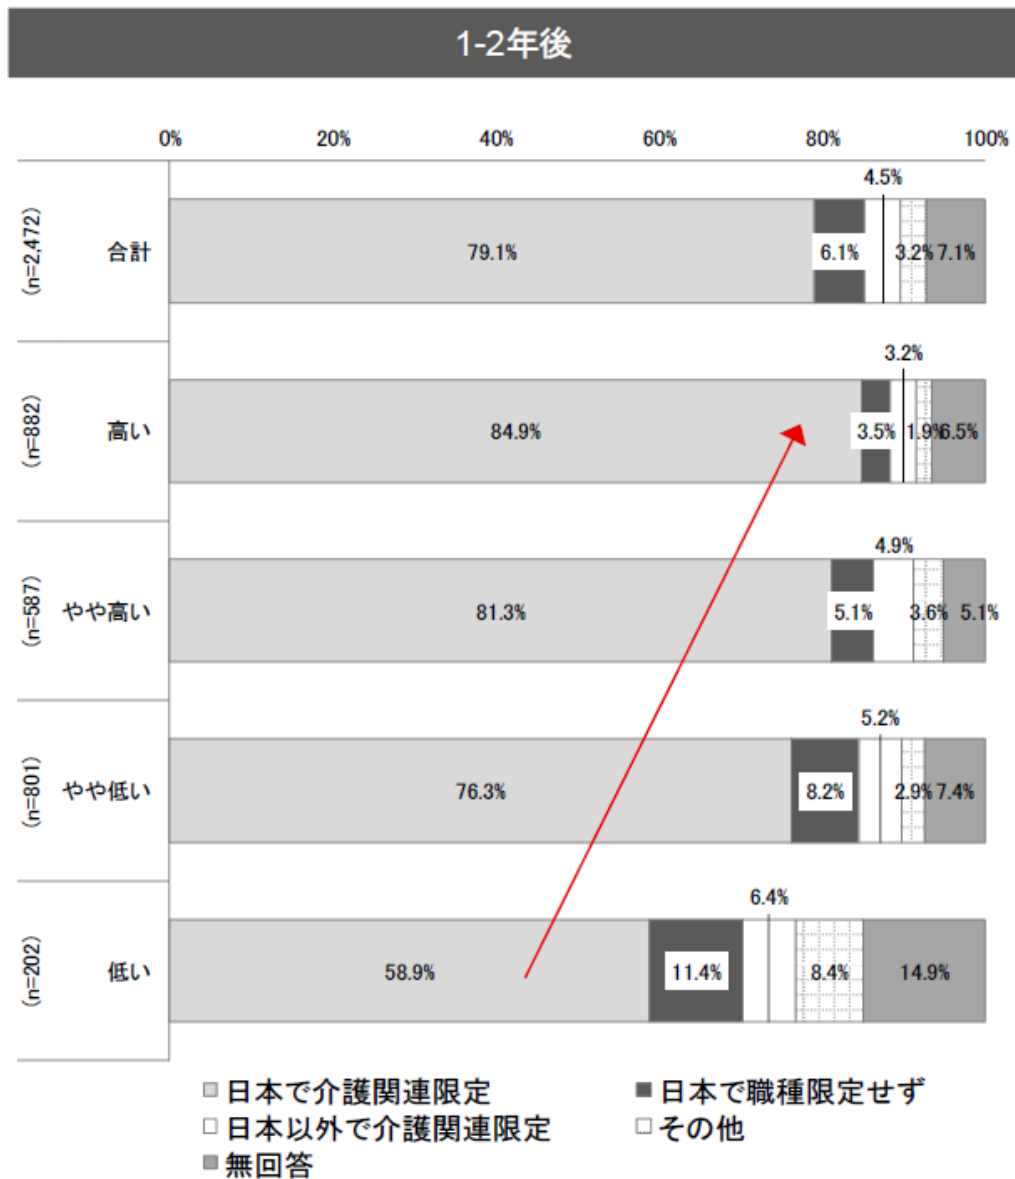 1-2年後
0% 20% 40% 60% 80% 100%
4.5%
(n=2,472) 合計 79.1% 6.1% 3.2% 7.1%
3.2%
(n=882) 高い 84.9% 3.5% 1.9% 6.5%
4.9%
(n=587) やや高い 81.3% 5.1% 3.6% 5.1%
5.2%
(n=801) やや低い 76.3% 8.2% 2.9% 7.4%
6.4%
(n=202) 低い 58.9% 11.4% 8.4% 14.9%
日本で介護関連限定 日本で職種限定せず
日本以外で介護関連限定 その他
無回答